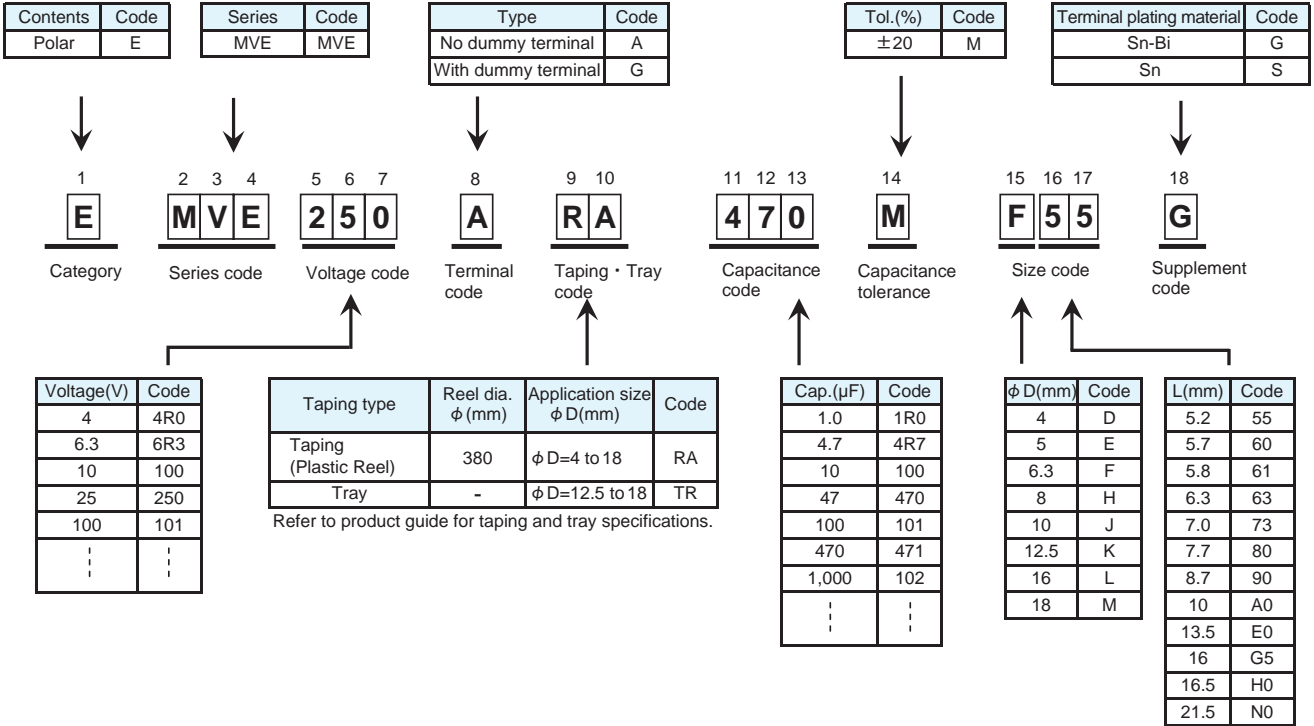 Contents Code
Polar E
Series Code
MVE MVE
Type Code
No dummy terminal A
With dummy terminal G
Tol.(%) Code
±20 M
Terminal plating material Code
Sn-Bi G
Sn S
1 2 3 4 5 6 7 8 9 10 11 12 13 14 15 16 17 18
E M V E 2 5 0 A R A 4 7 0 M F 5 5 G
Category
Series code
Voltage code
Terminal
code
Taping・Tray
code
Capacitance
code
Capacitance
tolerance
Size code
Supplement
code
Voltage(V) Code
4 4R0
6.3 6R3
10 100
25 250
100 101
Taping type Reel dia. φ(mm) Application size φD(mm) Code
Taping
(Plastic Reel) 380 φD=4 to 18 RA
Tray - φD=12.5 to 18 TR
Refer to product guide for taping and tray specifications.
Cap.(µF) Code
1.0 1R0
4.7 4R7
10 100
47 470
100 101
470 471
1,000 102
φD(mm) Code
4 D
5 E
6.3 F
8 H
10 J
12.5 K
16 L
18 M
L(mm) Code
5.2 55
5.7 60
5.8 61
6.3 63
7.0 73
7.7 80
8.7 90
10 A0
13.5 E0
16 G5
16.5 H0
21.5 N0